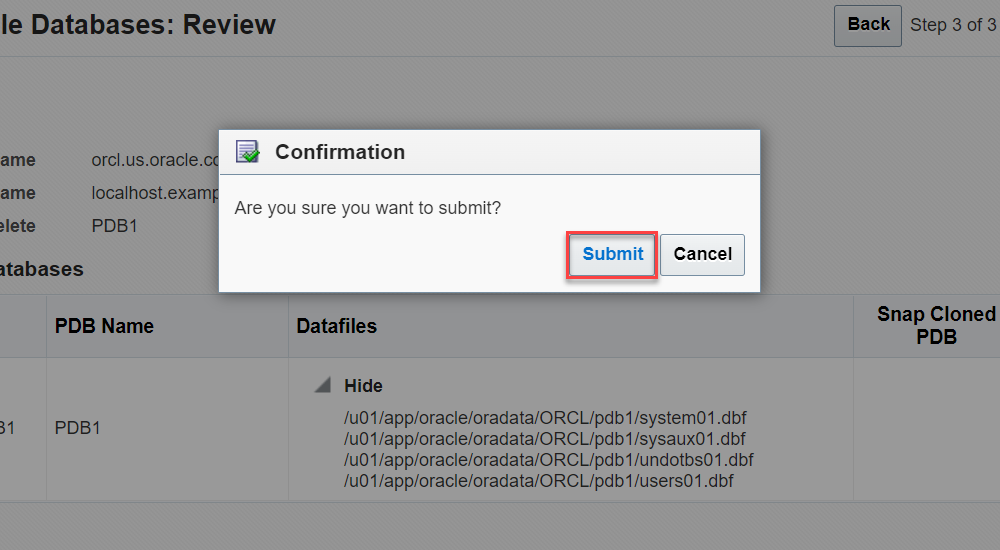 le Databases: Review
Back Step 3 of 3
ame orcl.us.oracle.co
ame localhost.examp
elete PDB1
Confirmation
Are you sure you want to submit?
Submit Cancel
atabases
PDB Name Datafiles Snap Cloned
PDB
Hide
B1 PDB1
/u01/app/oracle/oradata/ORCL/pdb1/system01.dbf
/u01/app/oracle/oradata/ORCL/pdb1/sysaux01.dbf
/u01/app/oracle/oradata/ORCL/pdb1/undotbs01.dbf
/u01/app/oracle/oradata/ORCL/pdb1/users01.dbf